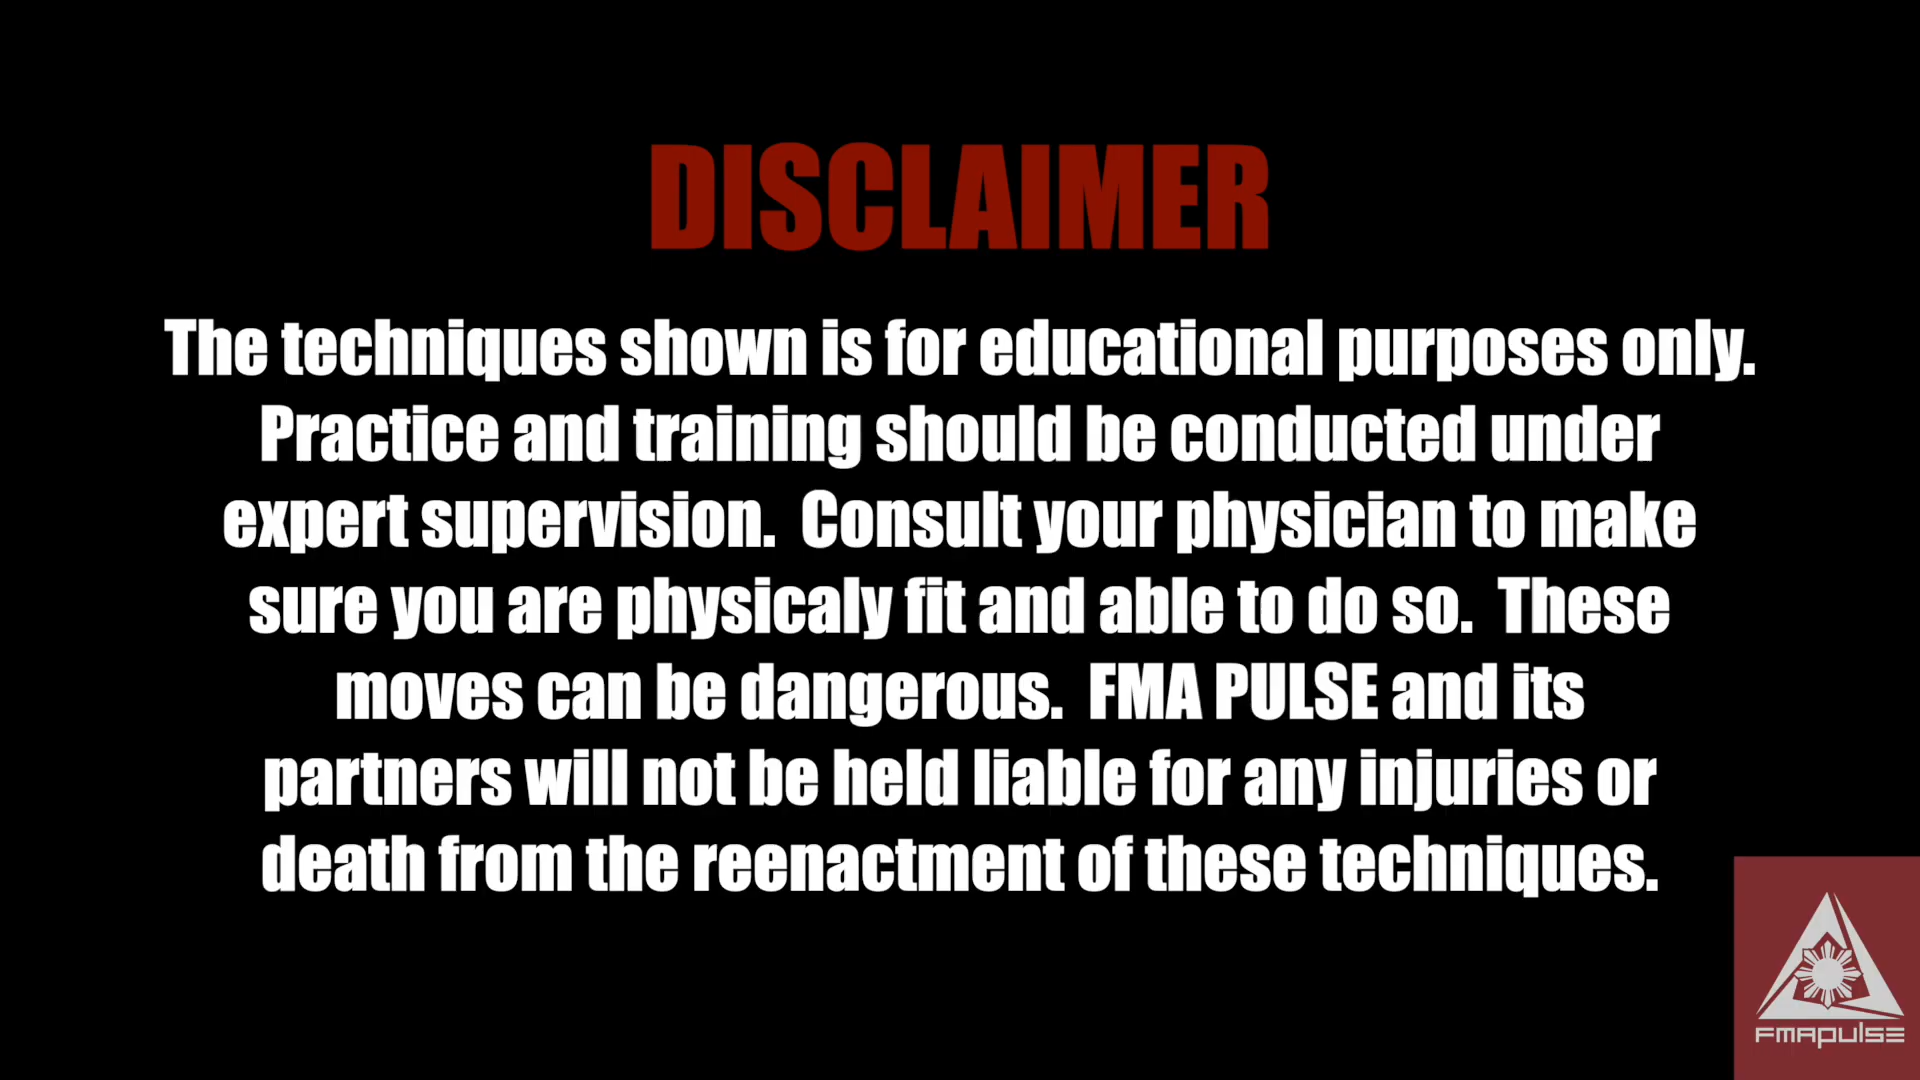 DISCLAIMER
The techniques shown is for educational purposes only.
Practice and training should be conducted under
expert supervision.  Consult your physician to make
sure you are physicaly fit and able to do so.  These
moves can be dangerous.  FMA PULSE and its
partners will not be held liable for any injuries or
death from the reenactment of these techniques.
FMAPULSE